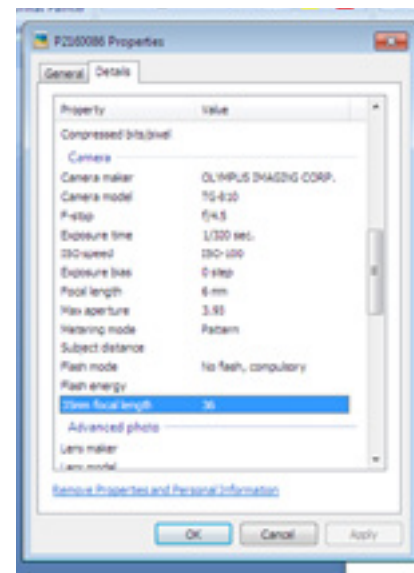 P2160086 Properties
General Details
Property Value
Compressed bits/pixel
Camera
Camera maker OLYMPUS IMAGING CORP.
Camera model TG-810
F-stop f/4.5
Exposure time 1/320 sec.
ISO speed ISO-100
Exposure bias 0 step
Focal length 6 mm
Max aperture 3.93
Metering mode Pattern
Subject distance
Flash mode No flash, compulsory
Flash energy
35mm focal length 36
Advanced photo
Lens maker
Lens model
Remove Properties and Personal Information
OK Cancel Apply